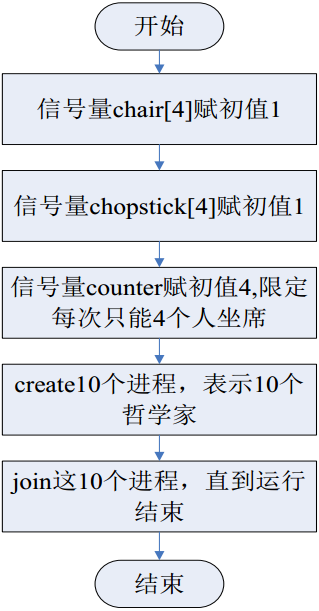 开始
信号量chair[4]赋初值1
信号量chopstick[4]赋初值1
信号量counter赋初值4,限定
每次只能4个人坐席
create10个进程，表示10个
哲学家
join这10个进程，直到运行
结束
结束